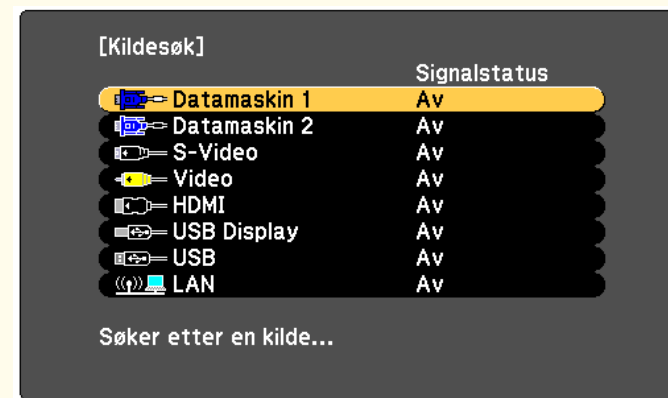 [Kildesøk]
Signalstatus
Datamaskin 1 Av
Datamaskin 2 Av
S-Video Av
Video Av
HDMI Av
USB Display Av
USB Av
LAN Av
Søker etter en kilde...